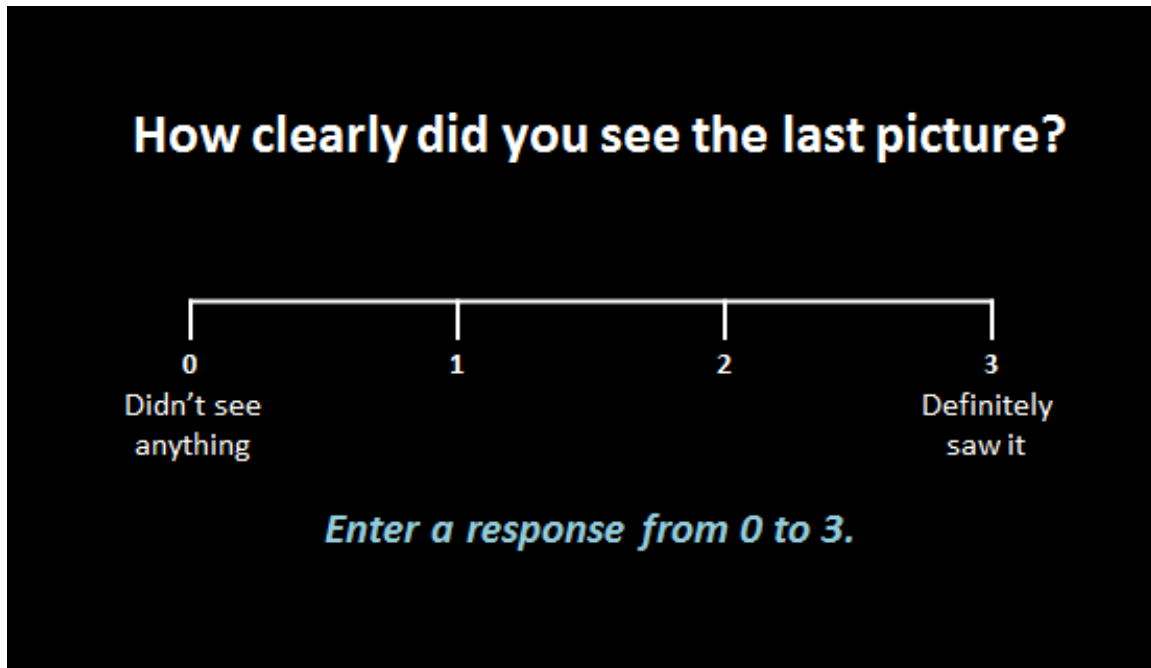 How clearly did you see the last picture?
0 1 2 3
Didn't see Definitely
anything saw it
Enter a response from 0 to 3.